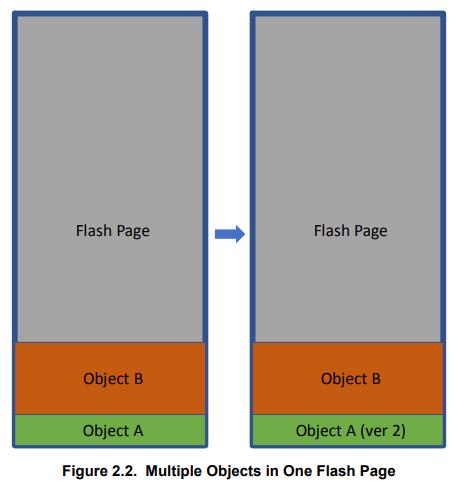 Flash Page
Flash Page
Object B
Object B
Object A
Object A (ver 2)
Figure 2.2. Multiple Objects in One Flash Page